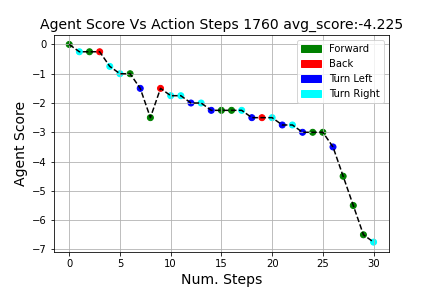 Agent Score Vs Action Steps 1760 avg_score:-4.225
Agent Score
0
−1
−2
−3
−4
−5
−6
−7
Forward
Back
Turn Left
Turn Right
0 5 10 15 20 25 30
Num. Steps